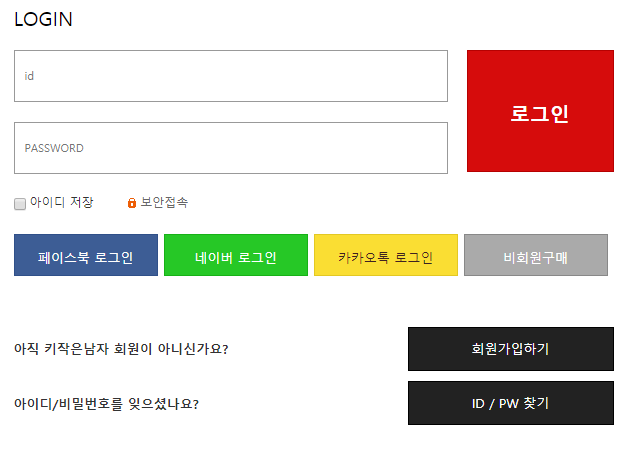 LOGIN
id
로그인
PASSWORD
아이디 저장 보안접속
페이스북 로그인 네이버 로그인 카카오톡 로그인 비회원구매
아직 키작은남자 회원이 아니신가요? 회원가입하기
아이디/비밀번호를 잊으셨나요? ID / PW 찾기